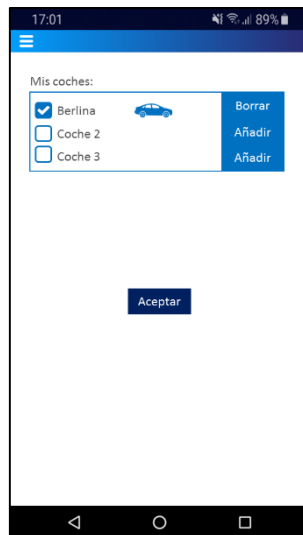 17:01 89%
Mis coches:
Berlina Borrar
Coche 2 Añadir
Coche 3 Añadir
Aceptar